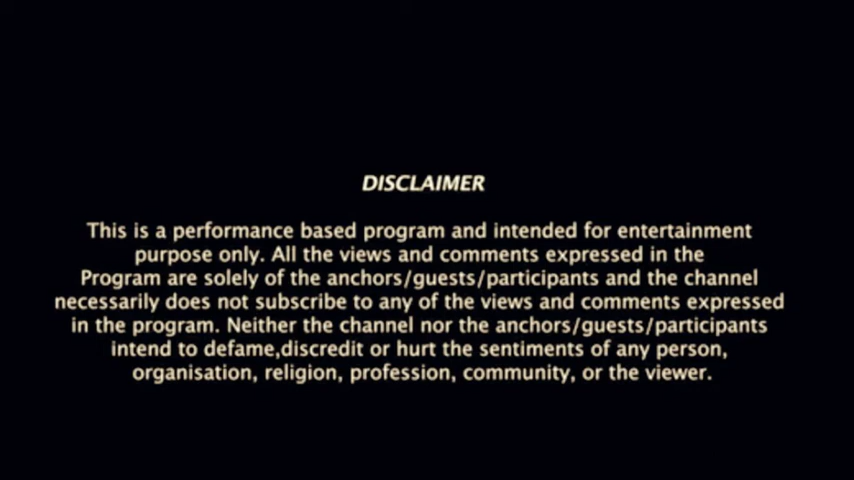 DISCLAIMER
This is a performance based program and intended for entertainment
purpose only. All the views and comments expressed in the
Program are solely of the anchors/guests/participants and the channel
necessarily does not subscribe to any of the views and comments expressed
in the program. Neither the channel nor the anchors/guests/participants
intend to defame,discredit or hurt the sentiments of any person,
organisation, religion, profession, community, or the viewer.